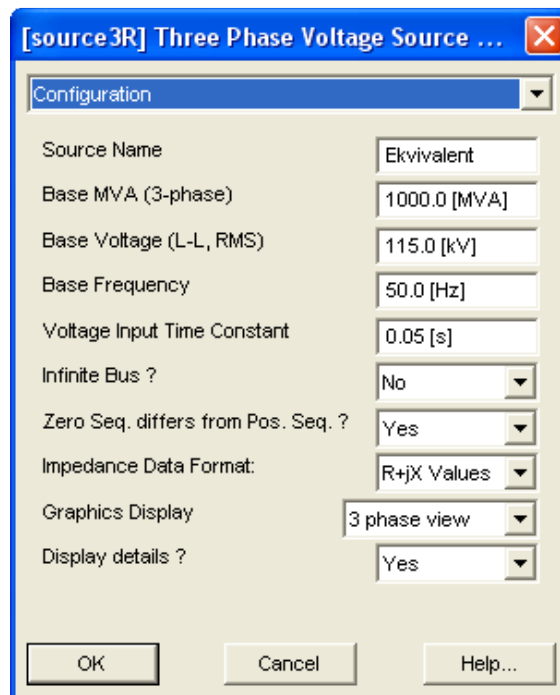 [source3R] Three Phase Voltage Source ...
Configuration
Source Name Ekvivalent
Base MVA (3-phase) 1000.0 [MVA]
Base Voltage (L-L, RMS) 115.0 [kV]
Base Frequency 50.0 [Hz]
Voltage Input Time Constant 0.05 [s]
Infinite Bus ? No
Zero Seq. differs from Pos. Seq. ? Yes
Impedance Data Format: R+jX Values
Graphics Display 3 phase view
Display details ? Yes
OK Cancel Help...